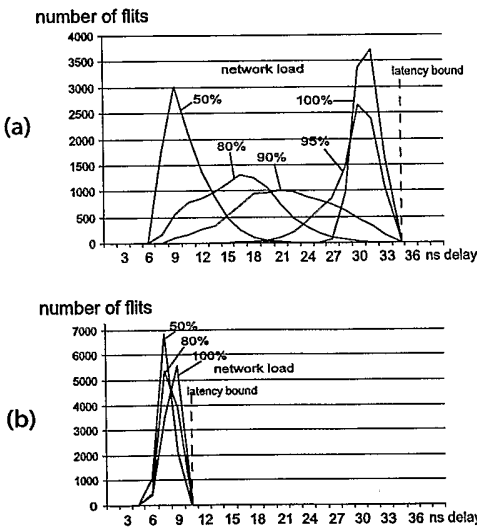 number of flits
(a)
4000
3500
3000
2500
2000
1500
1000
500
0
network load
50%
80%
90%
100%
95%
latency bound
3 6 9 12 15 18 21 24 27 30 33 36 ns delay
number of flits
(b)
7000
6000
5000
4000
3000
2000
1000
0
50%
80%
100%
network load
latency bound
3 6 9 12 15 18 21 24 27 30 33 36 ns delay